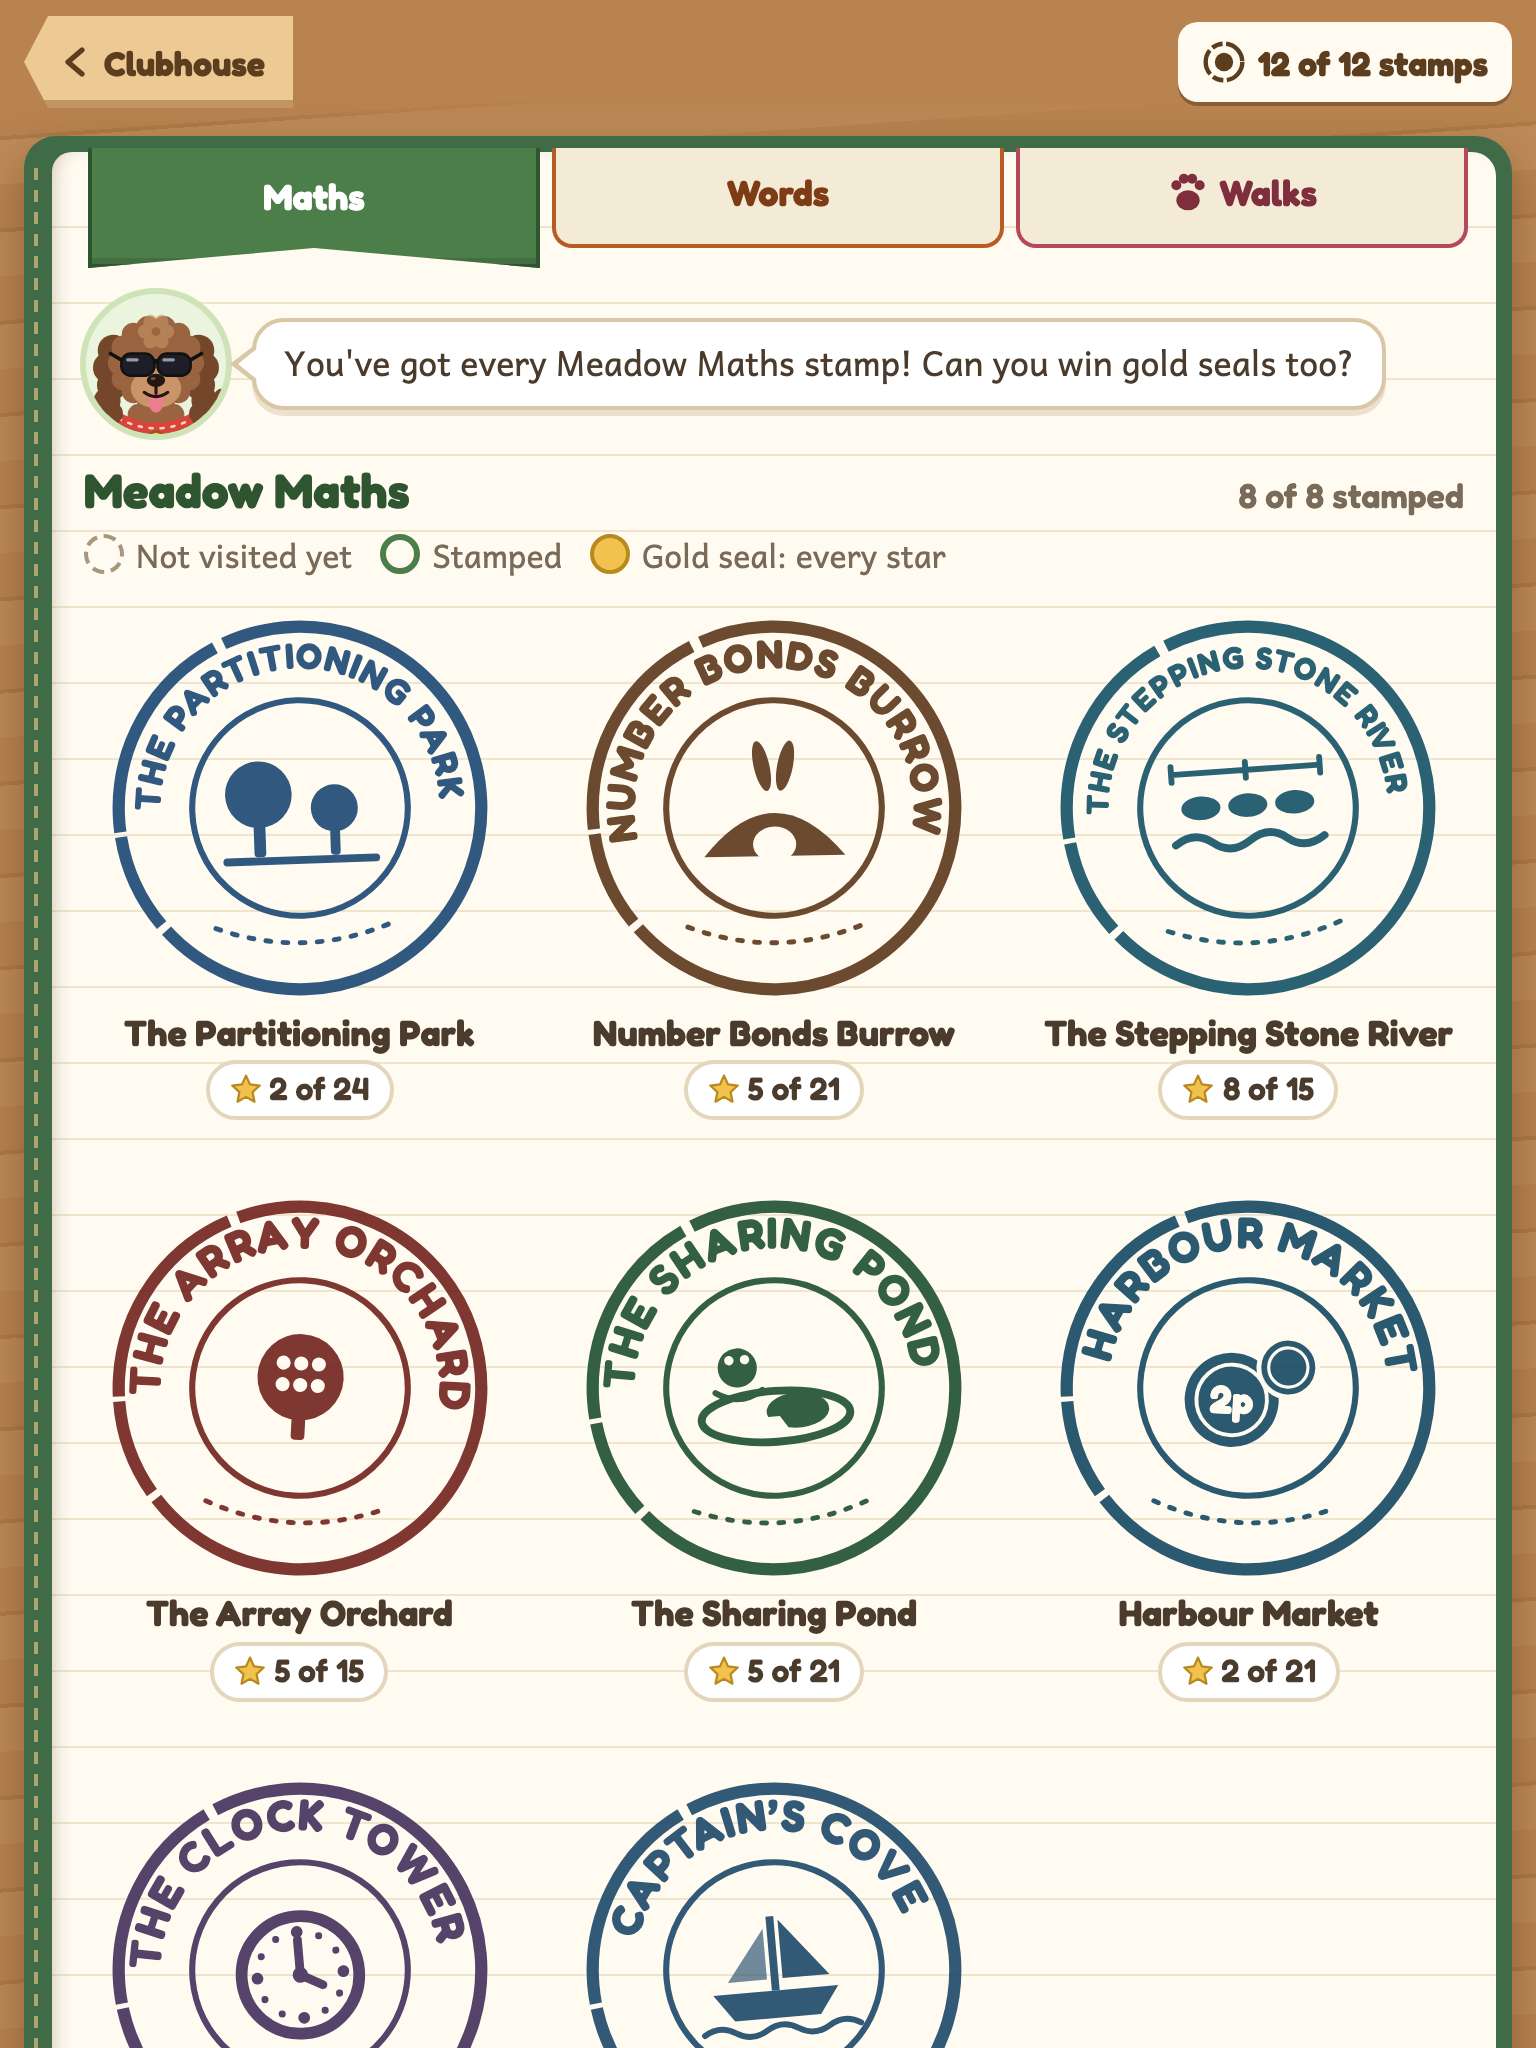 Clubhouse
12 of 12 stamps
Maths
Words
Walks
You've got every Meadow Maths stamp! Can you win gold seals too?
Meadow Maths
8 of 8 stamped
Not visited yet
Stamped
Gold seal: every star
THE PARTITIONING PARK
NUMBER BONDS BURROW
THE STEPPING STONE RIVER
The Partitioning Park
Number Bonds Burrow
The Stepping Stone River
2 of 24
5 of 21
8 of 15
THE ARRAY ORCHARD
THE SHARING POND
HARBOUR MARKET
2p
The Array Orchard
The Sharing Pond
Harbour Market
5 of 15
5 of 21
2 of 21
THE CLOCK TOWER
CAPTAIN’S COVE